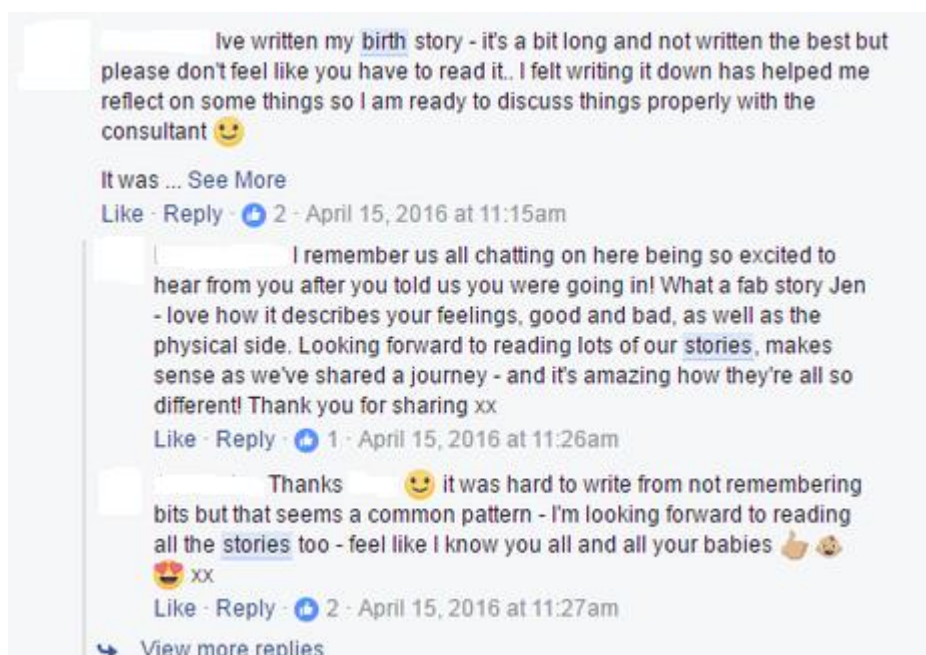 Ive written my birth story - it's a bit long and not written the best but
please don't feel like you have to read it.. I felt writing it down has helped me
reflect on some things so I am ready to discuss things properly with the
consultant 🙂
It was ... See More
Like · Reply · 2 · April 15, 2016 at 11:15am
I remember us all chatting on here being so excited to
hear from you after you told us you were going in! What a fab story Jen
- love how it describes your feelings, good and bad, as well as the
physical side. Looking forward to reading lots of our stories, makes
sense as we've shared a journey - and it's amazing how they're all so
different! Thank you for sharing xx
Like · Reply · 1 · April 15, 2016 at 11:26am
Thanks 🙂 it was hard to write from not remembering
bits but that seems a common pattern - I'm looking forward to reading
all the stories too - feel like I know you all and all your babies 👍🏼 👶🏼
😍 xx
Like · Reply · 2 · April 15, 2016 at 11:27am
View more replies